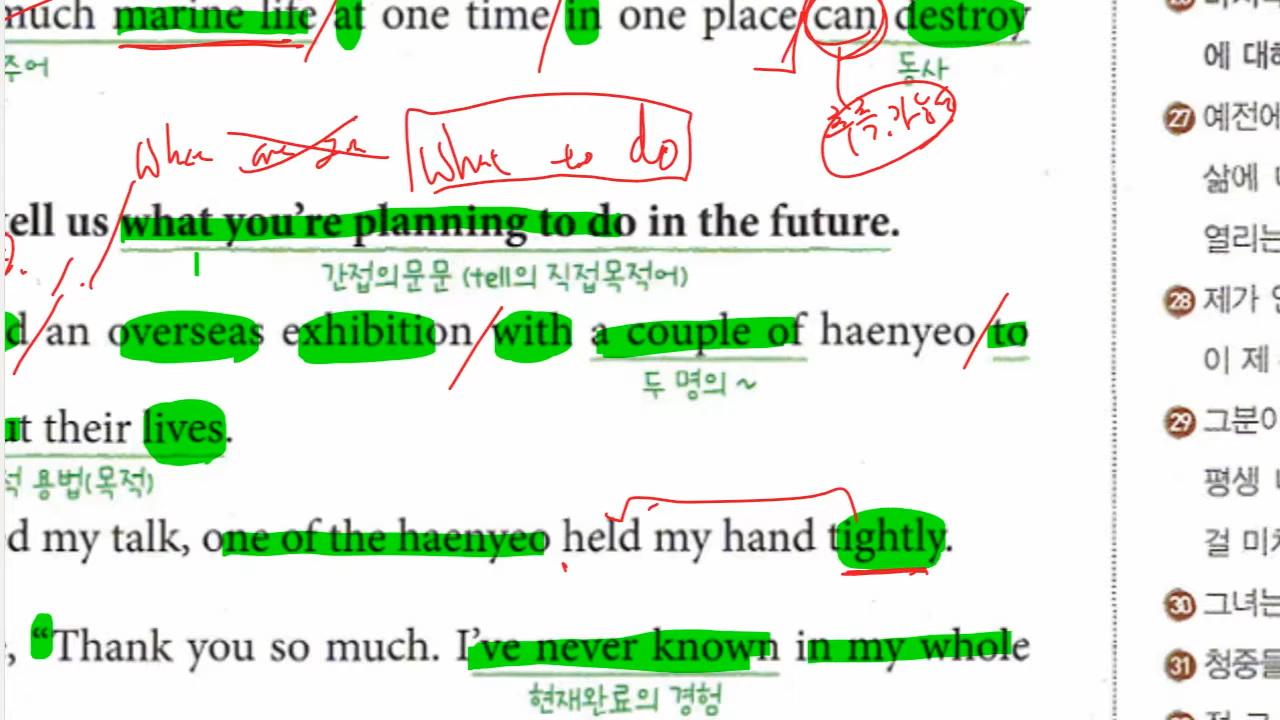 much marine life at one time in one place can destroy
주어 동사
에 대해
What What to do
27 예전에
삶에
tell us what you're planning to do in the future.
열리는
간접의문문 (tell의 직접목적어)
28 제가
d an overseas exhibition with a couple of haenyeo to
이 제
두 명의 ~
ut their lives.
29 그분이
적 용법(목적)
평생
d my talk, one of the haenyeo held my hand tightly.
걸 미치
30 그녀는
, “Thank you so much. I've never known in my whole
31 청중들
현재완료의 경험